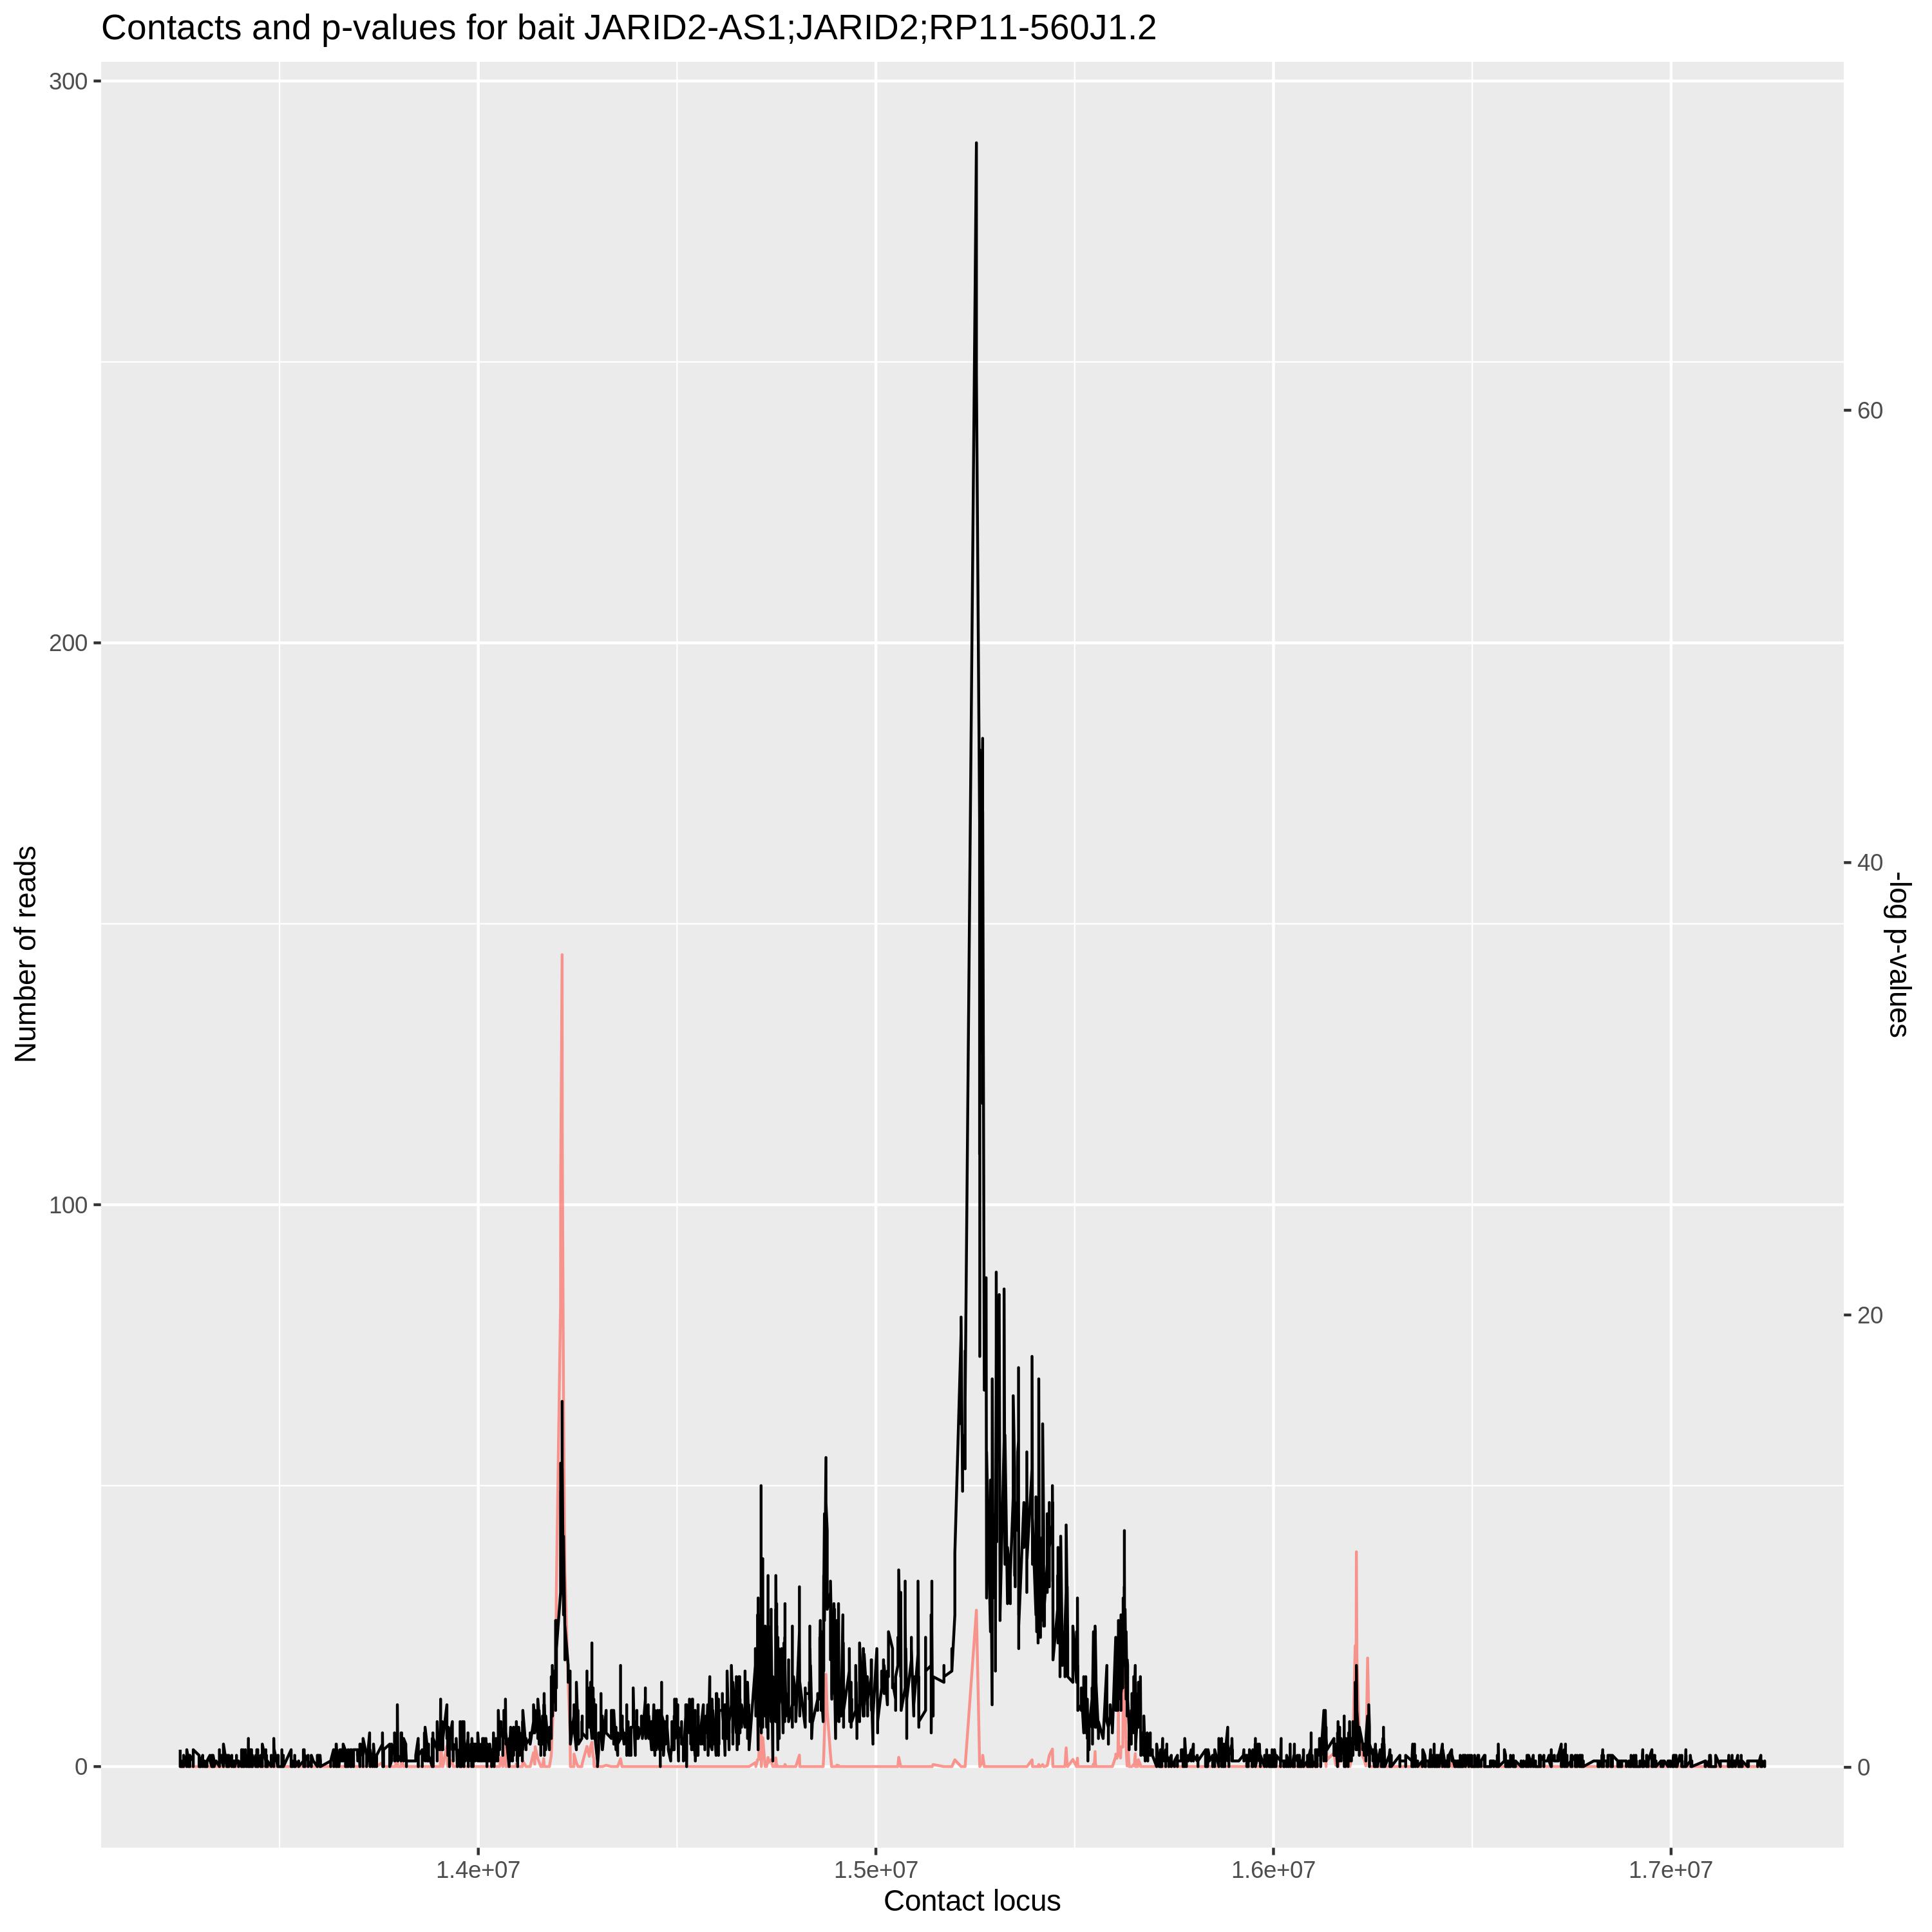 Contacts and p-values for bait JARID2-AS1;JARID2;RP11-560J1.2
300
200
100
0
Number of reads
60
40
20
0
-log p-values
1.4e+07 1.5e+07 1.6e+07 1.7e+07
Contact locus